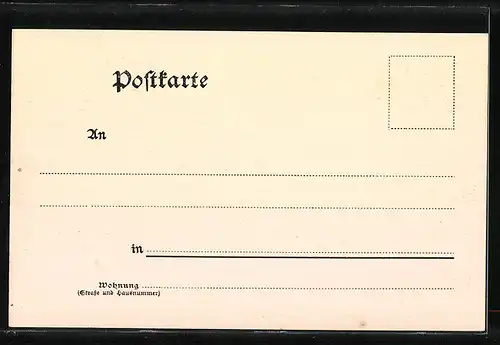 Postkarte
An
in
Wohnung
(Straße und Hausnummer)